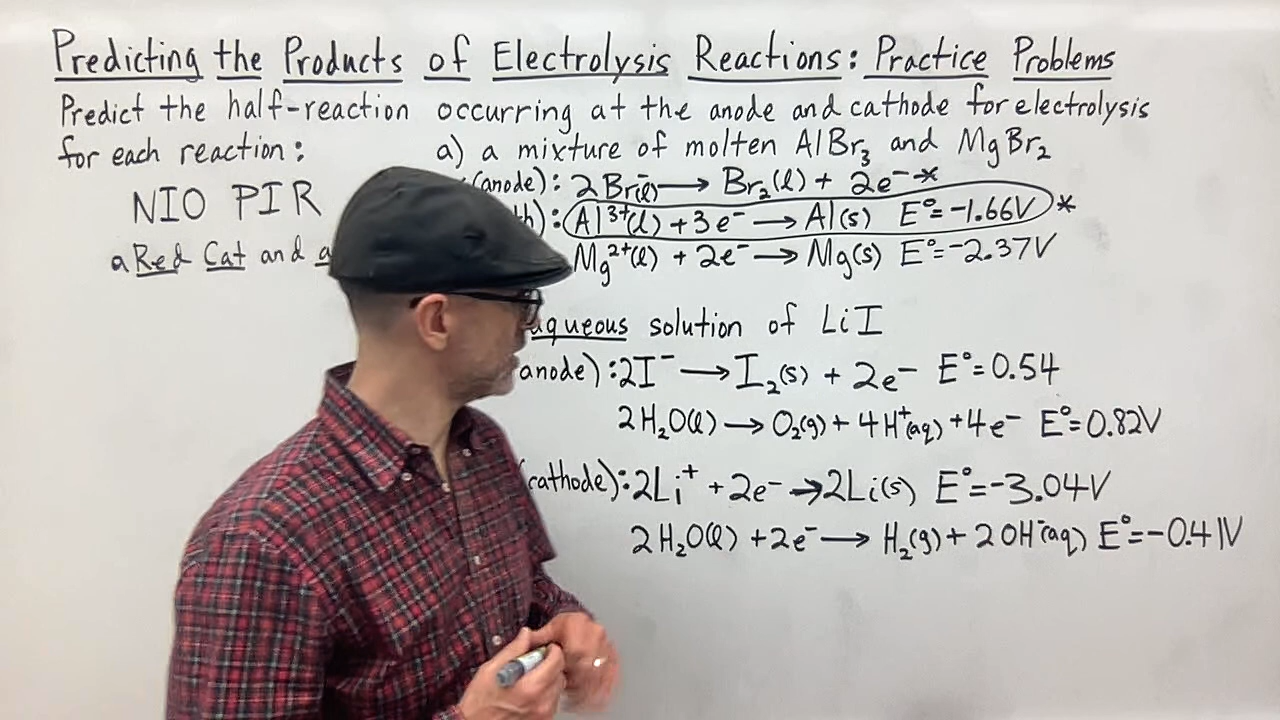 Predicting the Products of Electrolysis Reactions: Practice Problems
Predict the half-reaction occurring at the anode and cathode for electrolysis
for each reaction: a) a mixture of molten AlBr₃ and MgBr₂
NIO PIR
a Red Cat and a
(anode): 2Br⁻(l) → Br₂(l) + 2e⁻ *
h): Al³⁺(l) + 3e⁻ → Al(s) E°=-1.66V *
Mg²⁺(l) + 2e⁻ → Mg(s) E°=-2.37V
aqueous solution of LiI
anode): 2I⁻ → I₂(s) + 2e⁻ E°=0.54
2H₂O(l) → O₂(g) + 4H⁺(aq) + 4e⁻ E°=0.82V
(cathode): 2Li⁺ + 2e⁻ → 2Li(s) E°=-3.04V
2H₂O(l) + 2e⁻ → H₂(g) + 2OH⁻(aq) E°=-0.41V